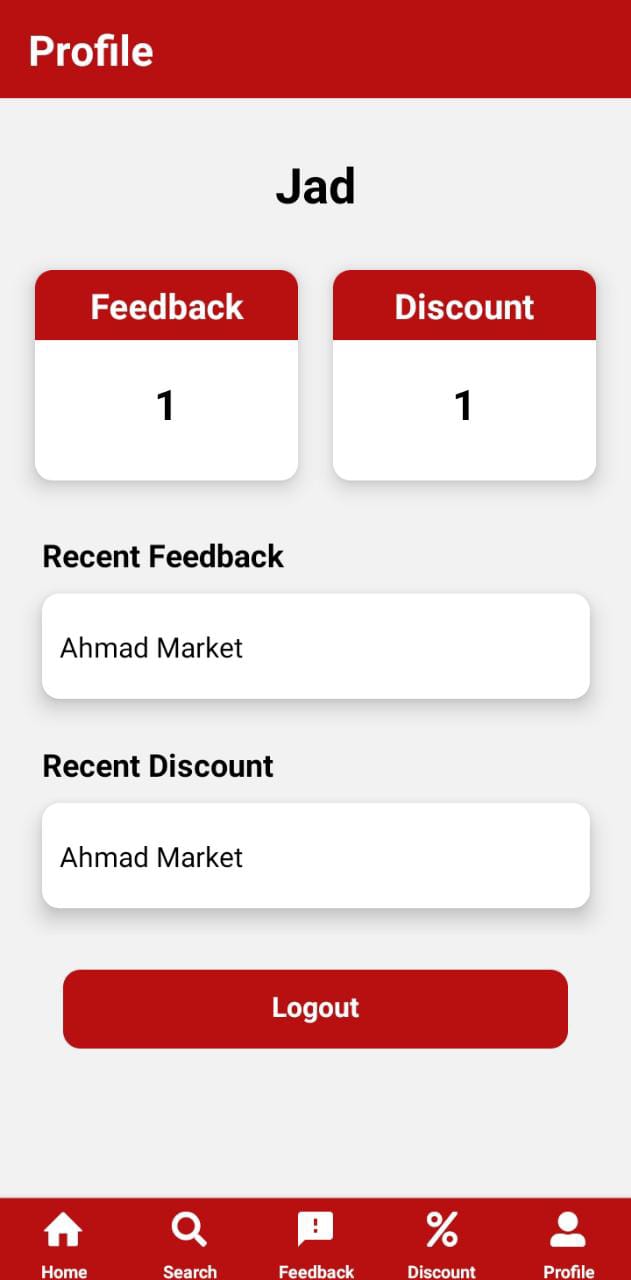 Profile
Jad
Feedback
Discount
1
1
Recent Feedback
Ahmad Market
Recent Discount
Ahmad Market
Logout
Home
Search
Feedback
Discount
Profile